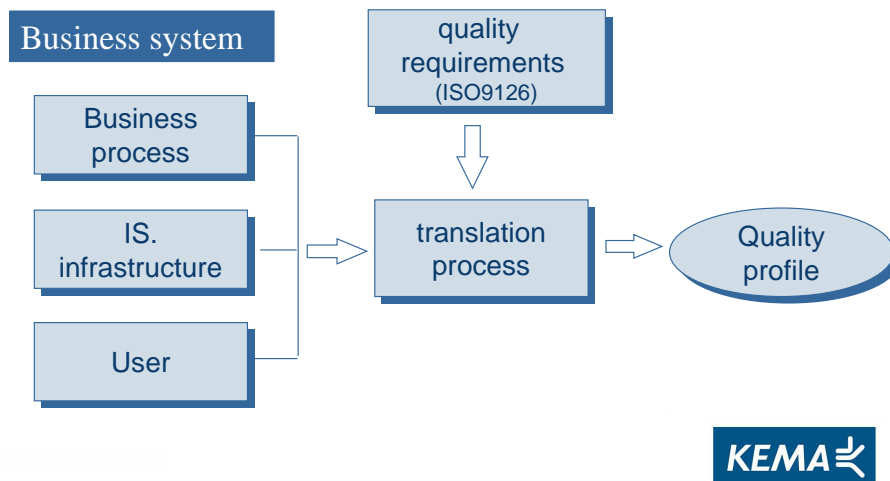 Business system
quality
requirements
(ISO9126)
Business
process
IS.
infrastructure
User
translation
process
Quality
profile
KEMA